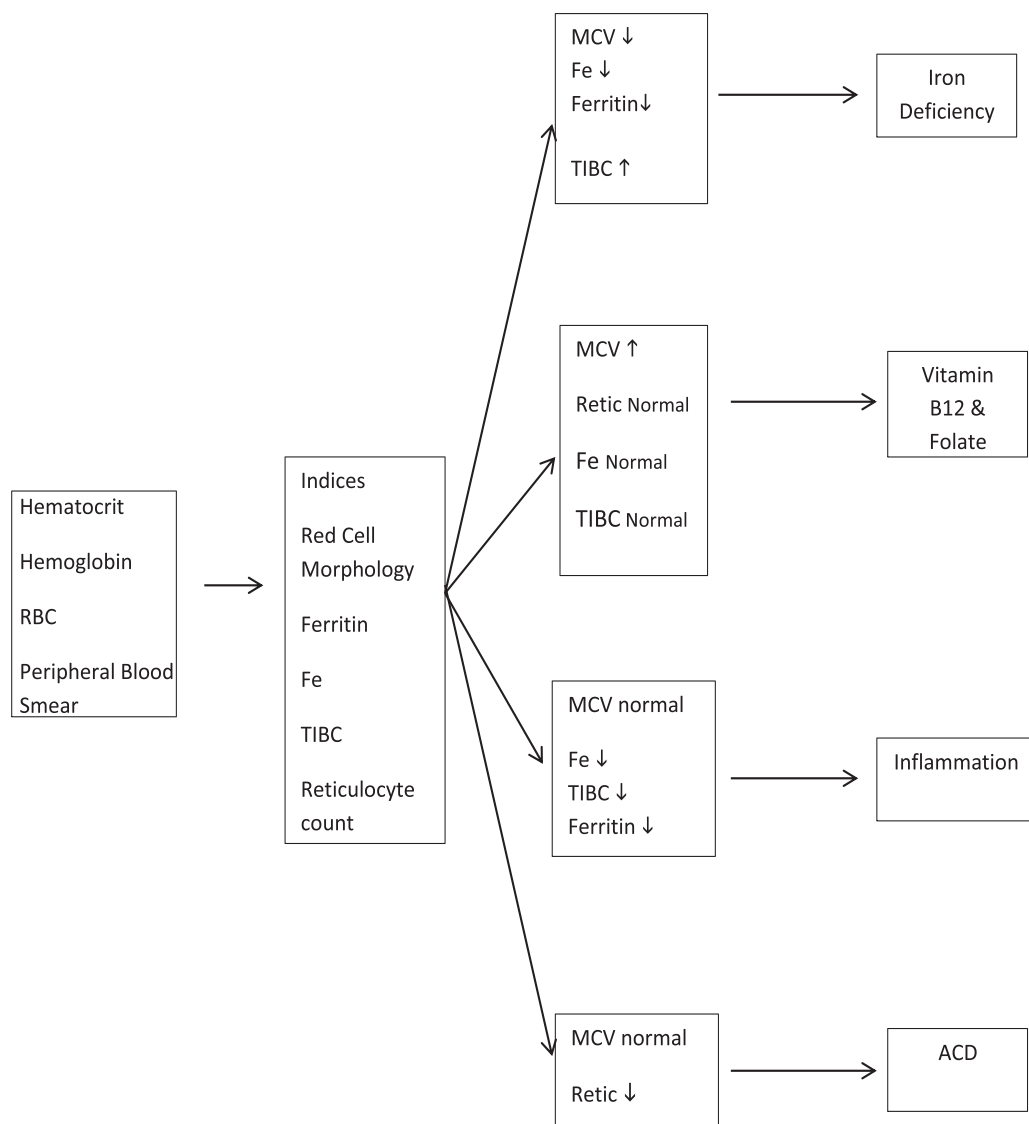 Hematocrit
Hemoglobin
RBC
Peripheral Blood
Smear
Indices
Red Cell
Morphology
Ferritin
Fe
TIBC
Reticulocyte
count
MCV ↓
Fe ↓
Ferritin↓
TIBC ↑
Iron
Deficiency
MCV ↑
Retic Normal
Fe Normal
TIBC Normal
Vitamin
B12 &
Folate
MCV normal
Fe ↓
TIBC ↓
Ferritin ↓
Inflammation
MCV normal
Retic ↓
ACD